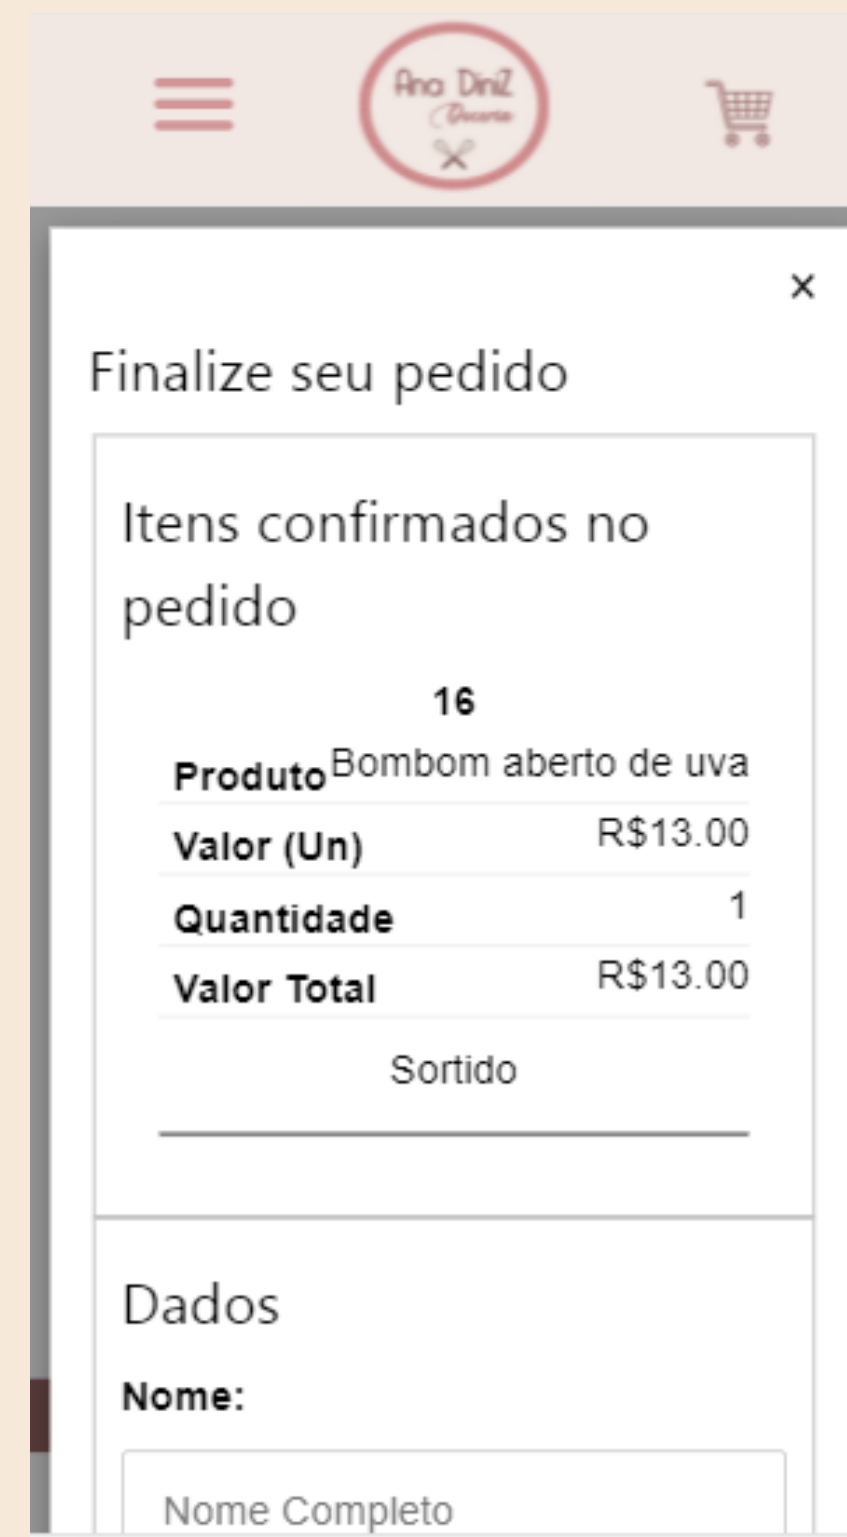 Ana DiniZ
Doceria
×
Finalize seu pedido
Itens confirmados no
pedido
16
Produto Bombom aberto de uva
Valor (Un) R$13.00
Quantidade 1
Valor Total R$13.00
Sortido
Dados
Nome:
Nome Completo